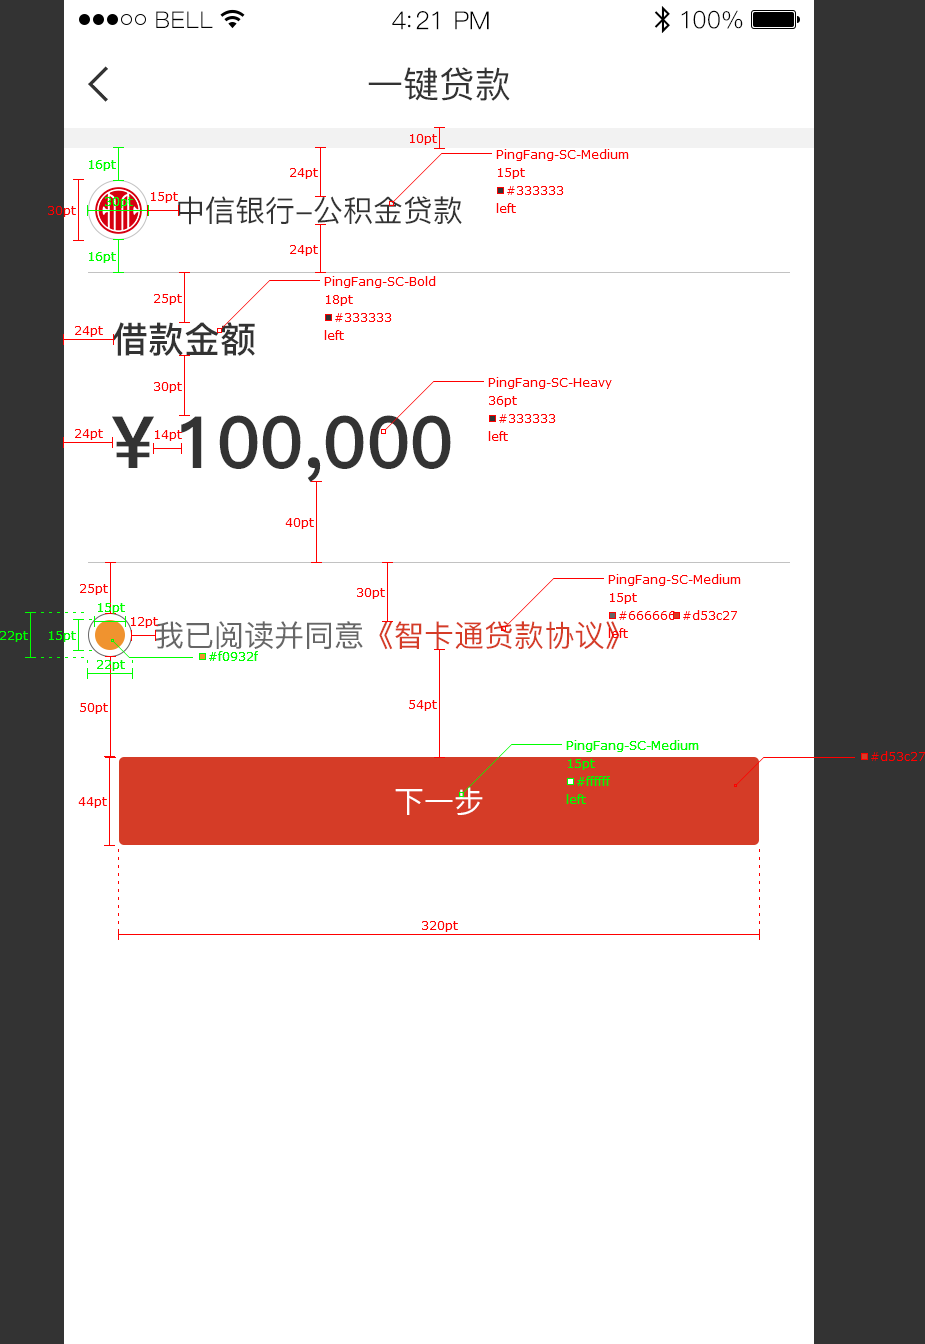 BELL 4:21 PM 100%
一键贷款
10pt
PingFang-SC-Medium
16pt
24pt
15pt
#333333
left
30pt
30pt
15pt
中信银行-公积金贷款
16pt
24pt
PingFang-SC-Bold
25pt
18pt
#333333
left
24pt
借款金额
30pt
PingFang-SC-Heavy
36pt
#333333
left
24pt
14pt
¥100,000
40pt
25pt
30pt
PingFang-SC-Medium
15pt
#666666 #d53c27
left
15pt
12pt
22pt
15pt
我已阅读并同意《智卡通贷款协议》
#f0932f
22pt
50pt
54pt
PingFang-SC-Medium
15pt
#ffffff
left
#d53c27
44pt
下一步
320pt